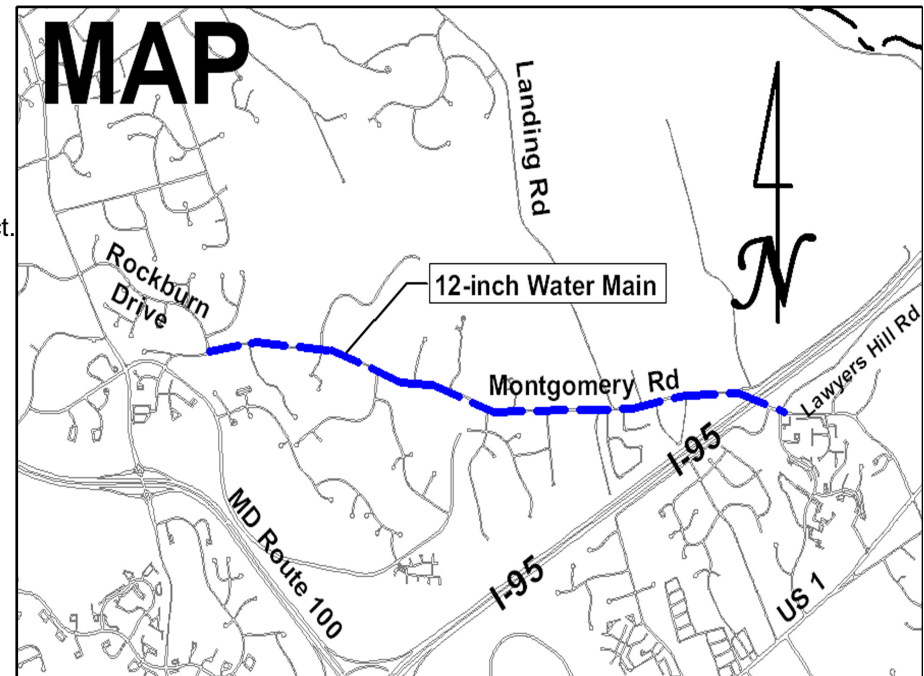 MAP
Landing Rd
ct.
Rockburn
Drive
12-inch Water Main
N
Montgomery Rd
Lawyers Hill Rd
I-95
MD Route 100
I-95
US 1